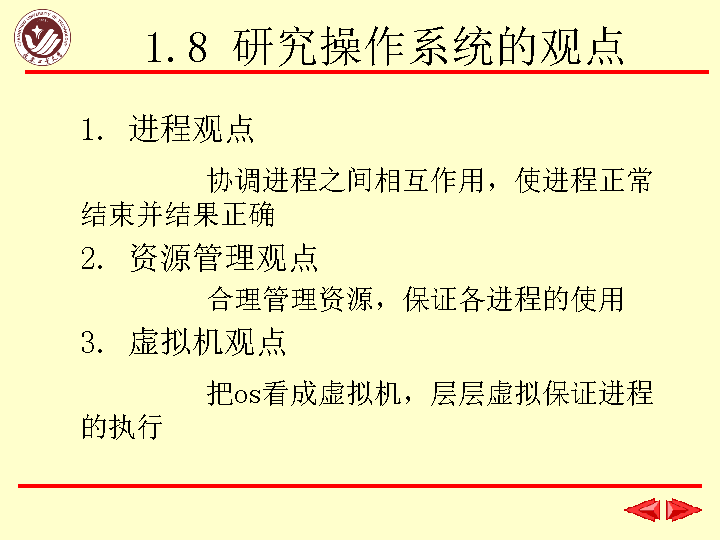 1.8 研究操作系统的观点
1. 进程观点
协调进程之间相互作用，使进程正常
结束并结果正确
2. 资源管理观点
合理管理资源，保证各进程的使用
3. 虚拟机观点
把os看成虚拟机，层层虚拟保证进程
的执行